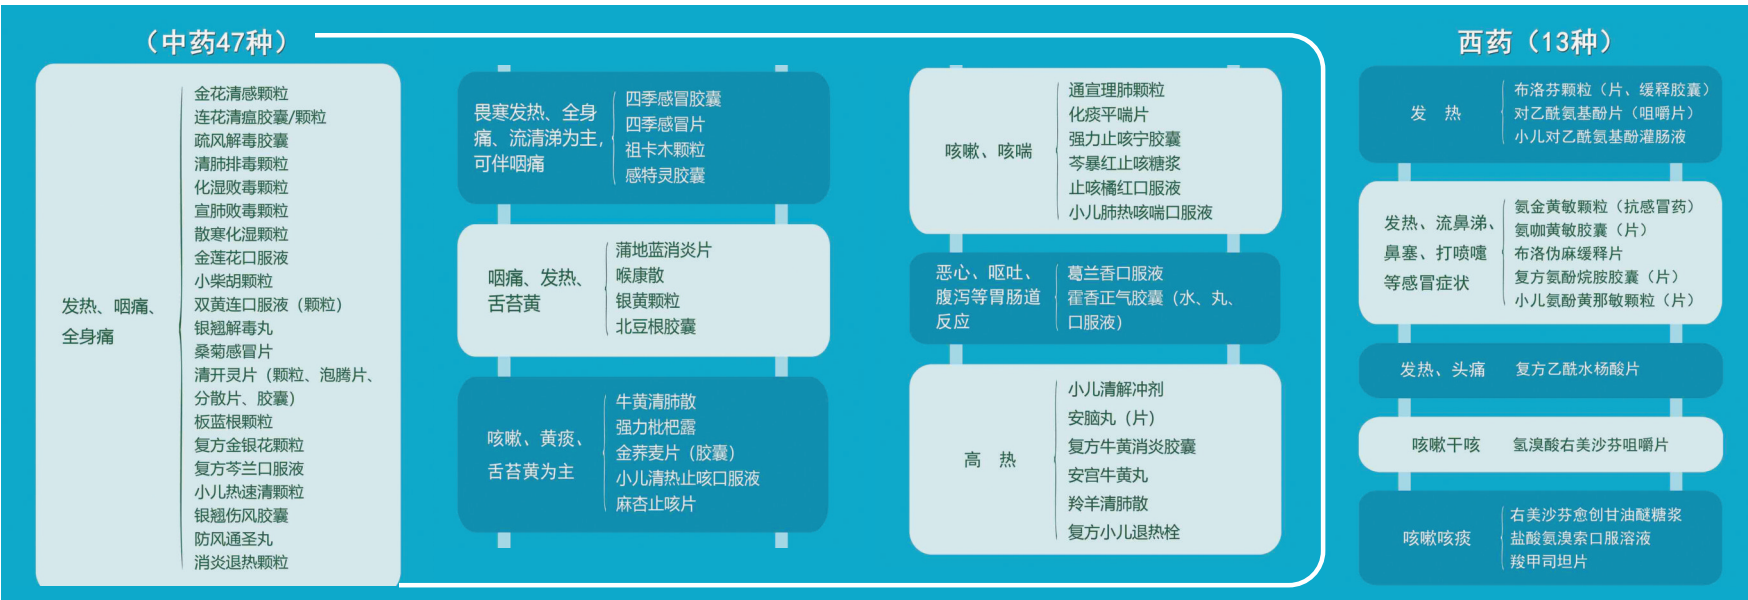 （中药47种）
发热、咽痛、
全身痛
金花清感颗粒
连花清瘟胶囊/颗粒
疏风解毒胶囊
清肺排毒颗粒
化湿败毒颗粒
宣肺败毒颗粒
散寒化湿颗粒
金莲花口服液
小柴胡颗粒
双黄连口服液（颗粒）
银翘解毒丸
桑菊感冒片
清开灵片（颗粒、泡腾片、
分散片、胶囊）
板蓝根颗粒
复方金银花颗粒
复方芩兰口服液
小儿热速清颗粒
银翘伤风胶囊
防风通圣丸
消炎退热颗粒
畏寒发热、全身
痛、流清涕为主，
可伴咽痛
四季感冒胶囊
四季感冒片
祖卡木颗粒
感特灵胶囊
咽痛、发热、
舌苔黄
蒲地蓝消炎片
喉康散
银黄颗粒
北豆根胶囊
咳嗽、黄痰、
舌苔黄为主
牛黄清肺散
强力枇杷露
金荞麦片（胶囊）
小儿清热止咳口服液
麻杏止咳片
咳嗽、咳喘
通宣理肺颗粒
化痰平喘片
强力止咳宁胶囊
芩暴红止咳糖浆
止咳橘红口服液
小儿肺热咳喘口服液
恶心、呕吐、
腹泻等胃肠道
反应
葛兰香口服液
霍香正气胶囊（水、丸、
口服液）
高 热
小儿清解冲剂
安脑丸（片）
复方牛黄消炎胶囊
安宫牛黄丸
羚羊清肺散
复方小儿退热栓
西药（13种）
发 热
布洛芬颗粒（片、缓释胶囊）
对乙酰氨基酚片（咀嚼片）
小儿对乙酰氨基酚灌肠液
发热、流鼻涕、
鼻塞、打喷嚏
等感冒症状
氨金黄敏颗粒（抗感冒药）
氨咖黄敏胶囊（片）
布洛伪麻缓释片
复方氨酚烷胺胶囊（片）
小儿氨酚黄那敏颗粒（片）
发热、头痛
复方乙酰水杨酸片
咳嗽干咳
氢溴酸右美沙芬咀嚼片
咳嗽咳痰
右美沙芬愈创甘油醚糖浆
盐酸氨溴索口服溶液
羧甲司坦片